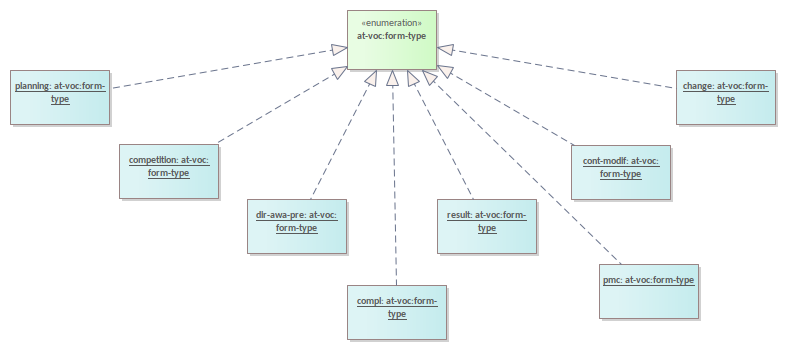 «enumeration»
at-voc:form-type
planning: at-voc:form-
type
change: at-voc:form-
type
competition: at-voc:
form-type
cont-modif: at-voc:
form-type
dir-awa-pre: at-voc:
form-type
result: at-voc:form-
type
pmc: at-voc:form-type
compl: at-voc:form-
type